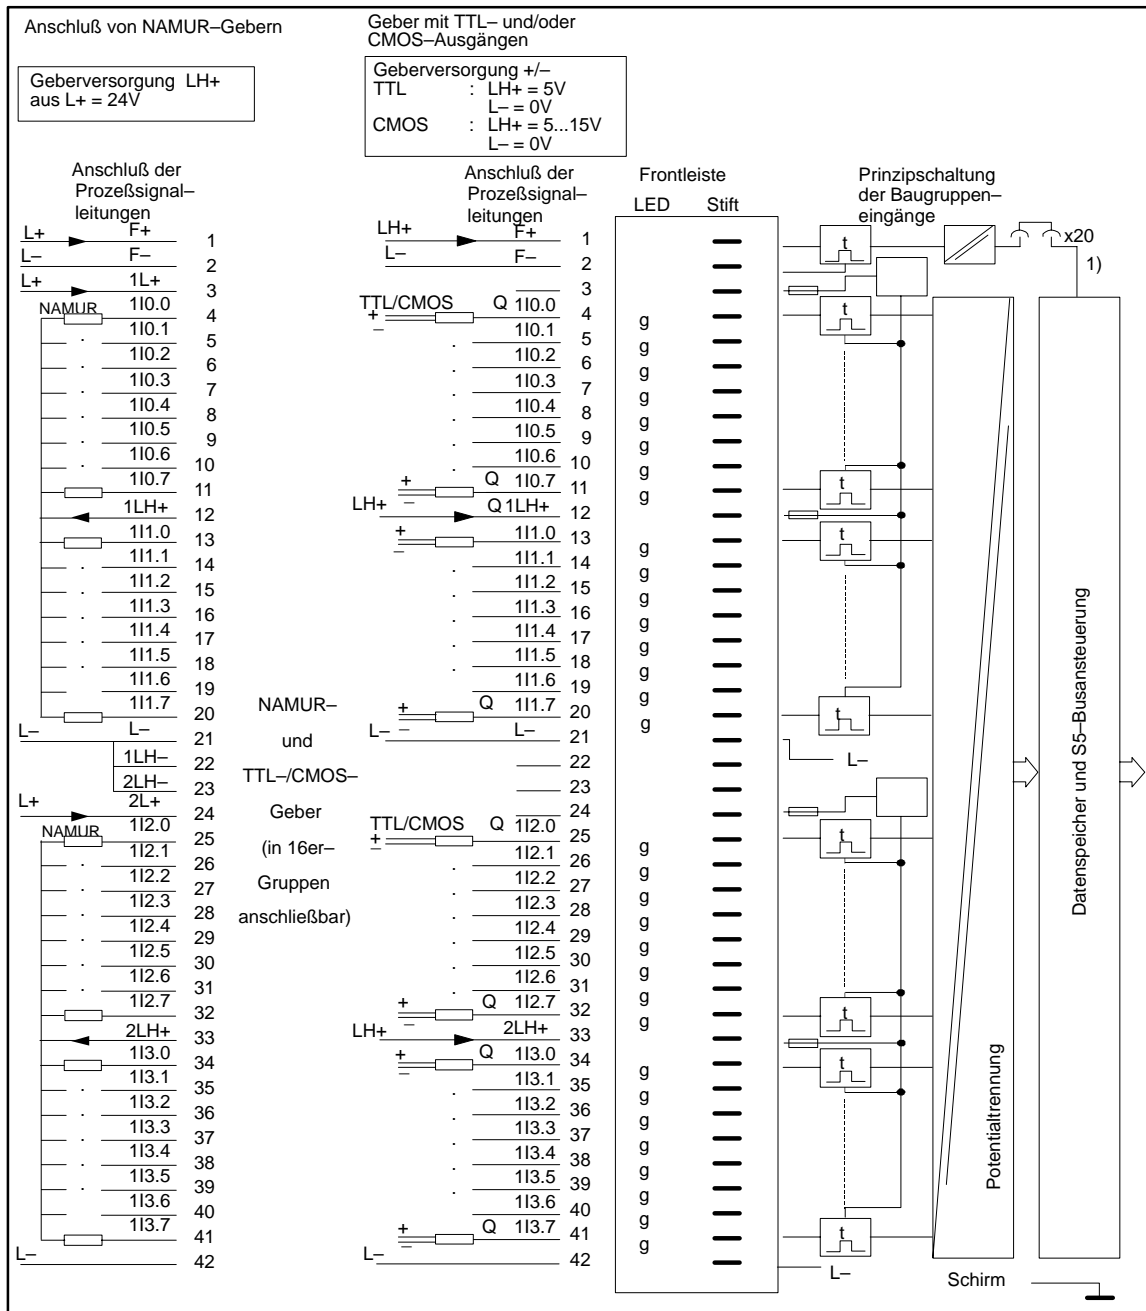 Anschluß von NAMUR–Gebern
Geber mit TTL– und/oder
CMOS–Ausgängen
Geberversorgung LH+
aus L+ = 24V
Geberversorgung +/–
TTL : LH+ = 5V
L– = 0V
CMOS : LH+ = 5...15V
L– = 0V
Anschluß der
Prozeßsignal–
leitungen
Anschluß der
Prozeßsignal–
leitungen
Frontleiste
LED Stift
Prinzipschaltung
der Baugruppen–
eingänge
L+ F+ 1
L– F– 2
L+ 1L+ 3
NAMUR 1I0.0 4
1I0.1 5
1I0.2 6
1I0.3 7
1I0.4 8
1I0.5 9
1I0.6 10
1I0.7 11
1LH+ 12
1I1.0 13
1I1.1 14
1I1.2 15
1I1.3 16
1I1.4 17
1I1.5 18
1I1.6 19
1I1.7 20
L– L– 21
1LH– 22
2LH– 23
L+ 2L+ 24
NAMUR 1I2.0 25
1I2.1 26
1I2.2 27
1I2.3 28
1I2.4 29
1I2.5 30
1I2.6 31
1I2.7 32
2LH+ 33
1I3.0 34
1I3.1 35
1I3.2 36
1I3.3 37
1I3.4 38
1I3.5 39
1I3.6 40
1I3.7 41
L– 42
NAMUR–
und
TTL–/CMOS–
Geber
(in 16er–
Gruppen
anschließbar)
LH+ F+ 1
L– F– 2
3
TTL/CMOS Q 1I0.0 4 g
+
–
1I0.1 5 g
1I0.2 6 g
1I0.3 7 g
1I0.4 8 g
1I0.5 9 g
1I0.6 10 g
+ – Q 1I0.7 11 g
LH+ Q 1LH+ 12
+ – 1I1.0 13 g
1I1.1 14 g
1I1.2 15 g
1I1.3 16 g
1I1.4 17 g
1I1.5 18 g
1I1.6 19 g
+ – Q 1I1.7 20 g
L– L– 21
22
23
24
TTL/CMOS Q 1I2.0 25 g
+
–
1I2.1 26 g
1I2.2 27 g
1I2.3 28 g
1I2.4 29 g
1I2.5 30 g
1I2.6 31 g
+ – Q 1I2.7 32 g
LH+ 2LH+ 33
+ – Q 1I3.0 34 g
1I3.1 35 g
1I3.2 36 g
1I3.3 37 g
1I3.4 38 g
1I3.5 39 g
1I3.6 40 g
+ – Q 1I3.7 41 g
L– 42
t
x20
1)
t
t
t
t
L–
t
t
t
t
L–
Potentialtrennung
Datenspeicher und S5–Busansteuerung
Schirm